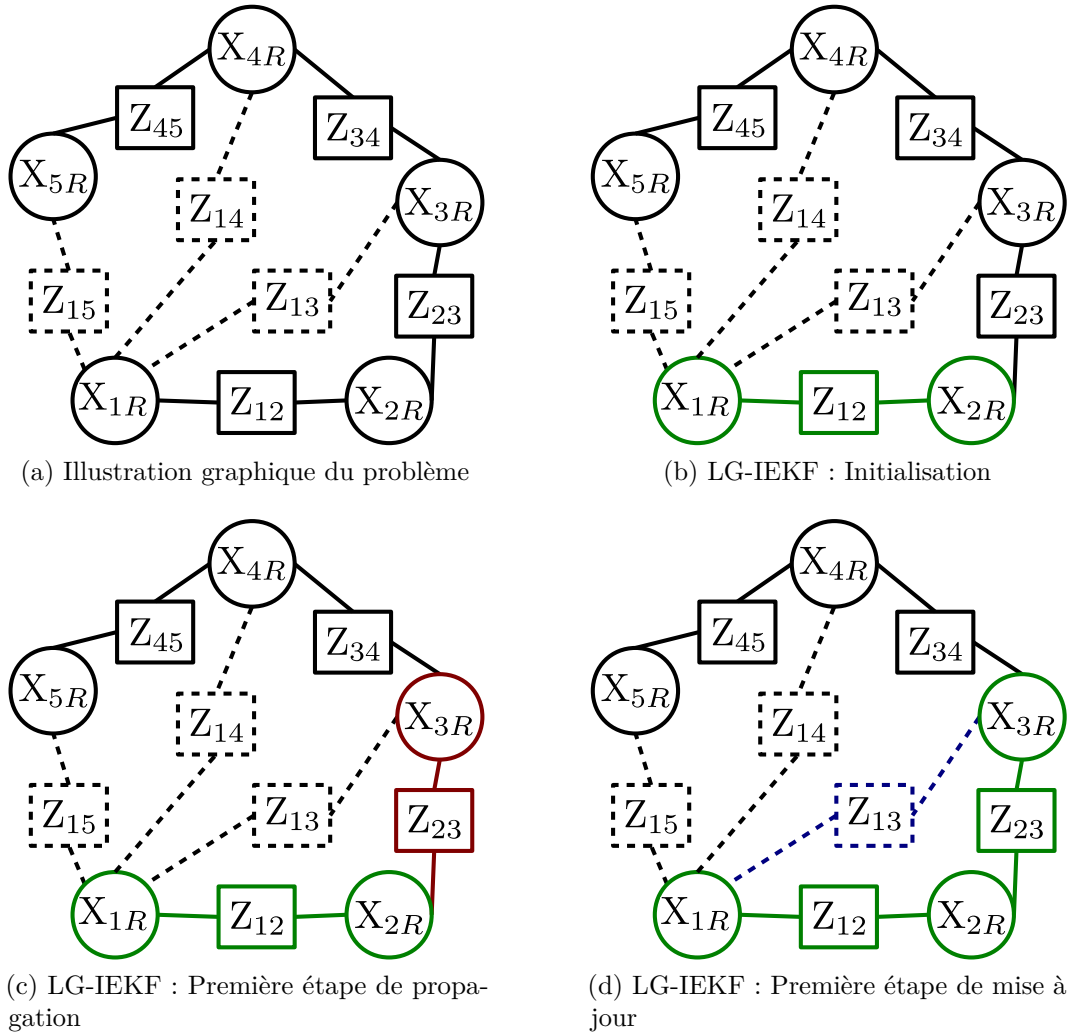 X4R X4R
Z45 Z34 Z45 Z34
X5R Z14 X3R X5R Z14 X3R
Z15 Z13 Z23 Z15 Z13 Z23
X1R Z12 X2R X1R Z12 X2R
(a) Illustration graphique du problème
(b) LG-IEKF : Initialisation
X4R X4R
Z45 Z34 Z45 Z34
X5R Z14 X3R X5R Z14 X3R
Z15 Z13 Z23 Z15 Z13 Z23
X1R Z12 X2R X1R Z12 X2R
(c) LG-IEKF : Première étape de propa-
gation
(d) LG-IEKF : Première étape de mise à
jour